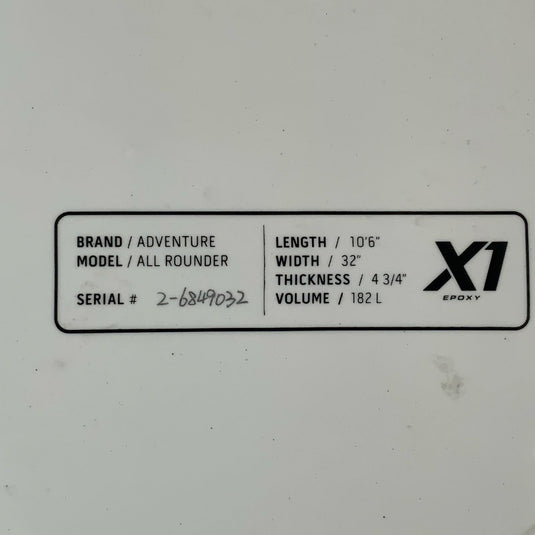 BRAND / ADVENTURE
MODEL / ALL ROUNDER
SERIAL # 2-6849032
LENGTH / 10'6"
WIDTH / 32"
THICKNESS / 4 3/4"
VOLUME / 182 L
X1
EPOXY